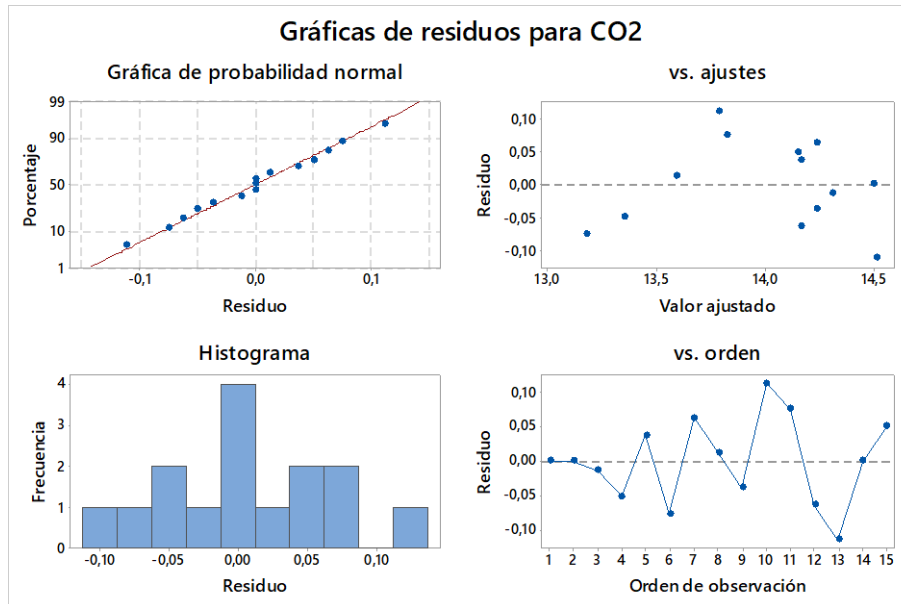 Gráficas de residuos para CO2
Gráfica de probabilidad normal
99
90
50
10
1
Porcentaje
-0,1 0,0 0,1
Residuo
vs. ajustes
0,10
0,05
0,00
-0,05
-0,10
Residuo
13,0 13,5 14,0 14,5
Valor ajustado
Histograma
4
3
2
1
0
Frecuencia
-0,10 -0,05 0,00 0,05 0,10
Residuo
vs. orden
0,10
0,05
0,00
-0,05
-0,10
Residuo
1 2 3 4 5 6 7 8 9 10 11 12 13 14 15
Orden de observación